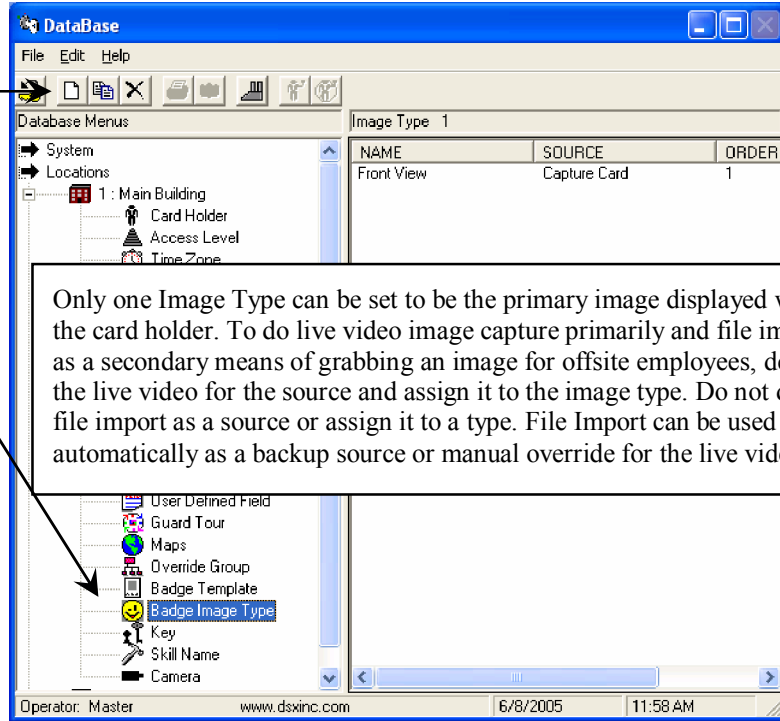 DataBase
File Edit Help
Database Menus
Image Type 1
System
Locations
1 : Main Building
Card Holder
Access Level
Time Zone
NAME SOURCE ORDER
Front View Capture Card 1
Only one Image Type can be set to be the primary image displayed
the card holder. To do live video image capture primarily and file
as a secondary means of grabbing an image for offsite employees,
the live video for the source and assign it to the image type. Do not
file import as a source or assign it to a type. File Import can be used
automatically as a backup source or manual override for the live
User Defined Field
Guard Tour
Maps
Override Group
Badge Template
Badge Image Type
Key
Skill Name
Camera
Operator: Master www.dsxinc.com 6/8/2005 11:58 AM